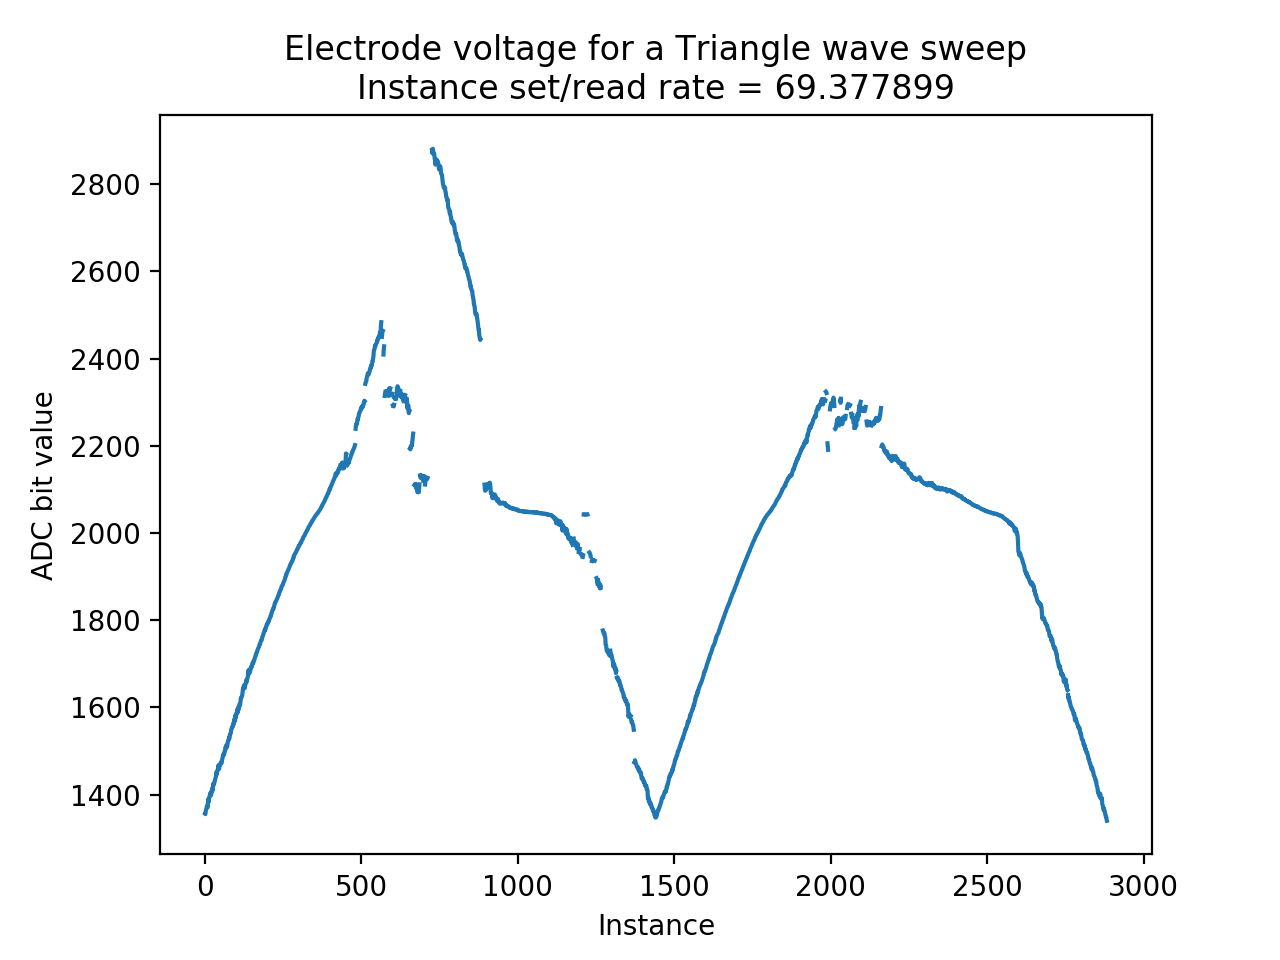 Electrode voltage for a Triangle wave sweep
Instance set/read rate = 69.377899
2800
2600
2400
2200
2000
1800
1600
1400
ADC bit value
0 500 1000 1500 2000 2500 3000
Instance